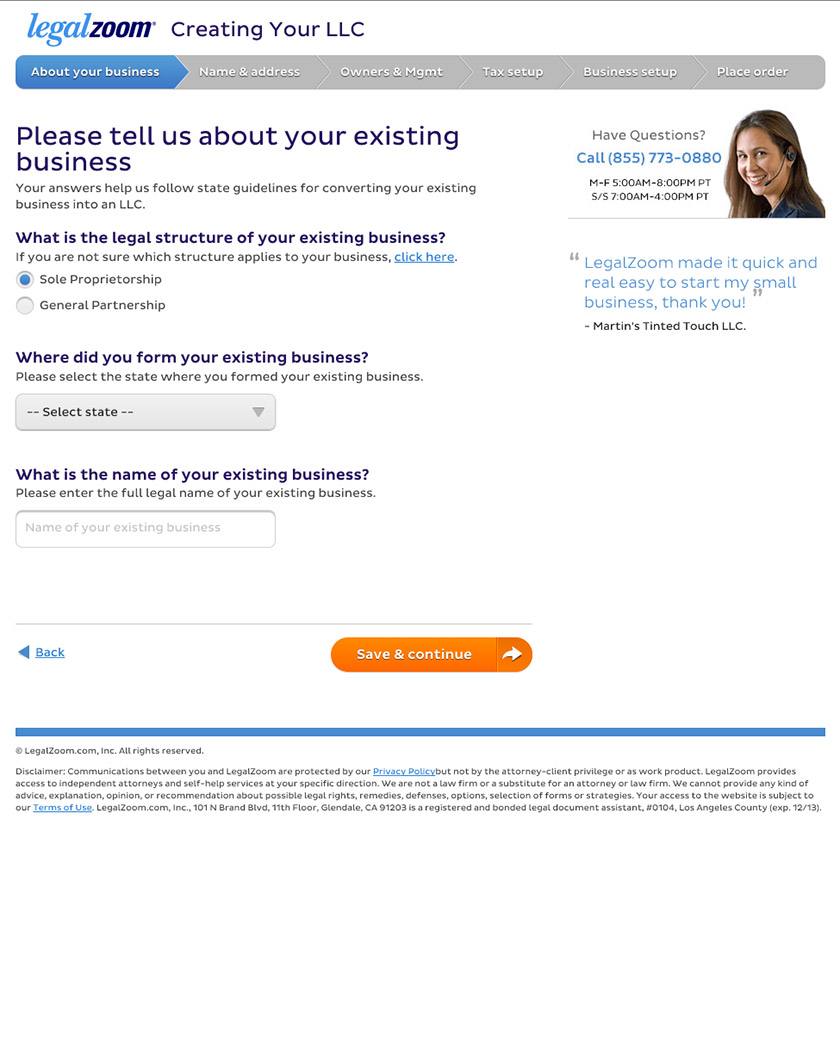 legalzoom® Creating Your LLC
About your business Name & address Owners & Mgmt Tax setup Business setup Place order
Please tell us about your existing
business
Your answers help us follow state guidelines for converting your existing
business into an LLC.
What is the legal structure of your existing business?
If you are not sure which structure applies to your business, click here.
Sole Proprietorship
General Partnership
Where did you form your existing business?
Please select the state where you formed your existing business.
-- Select state --
What is the name of your existing business?
Please enter the full legal name of your existing business.
Name of your existing business
Back
Save & continue
Have Questions?
Call (855) 773-0880
M-F 5:00AM-8:00PM PT
S/S 7:00AM-4:00PM PT
“LegalZoom made it quick and
real easy to start my small
business, thank you! ”
- Martin's Tinted Touch LLC.
© LegalZoom.com, Inc. All rights reserved.
Disclaimer: Communications between you and LegalZoom are protected by our Privacy Policybut not by the attorney-client privilege or as work product. LegalZoom provides
access to independent attorneys and self-help services at your specific direction. We are not a law firm or a substitute for an attorney or law firm. We cannot provide any kind of
advice, explanation, opinion, or recommendation about possible legal rights, remedies, defenses, options, selection of forms or strategies. Your access to the website is subject to
our Terms of Use. LegalZoom.com, Inc., 101 N Brand Blvd, 11th Floor, Glendale, CA 91203 is a registered and bonded legal document assistant, #0104, Los Angeles County (exp. 12/13).